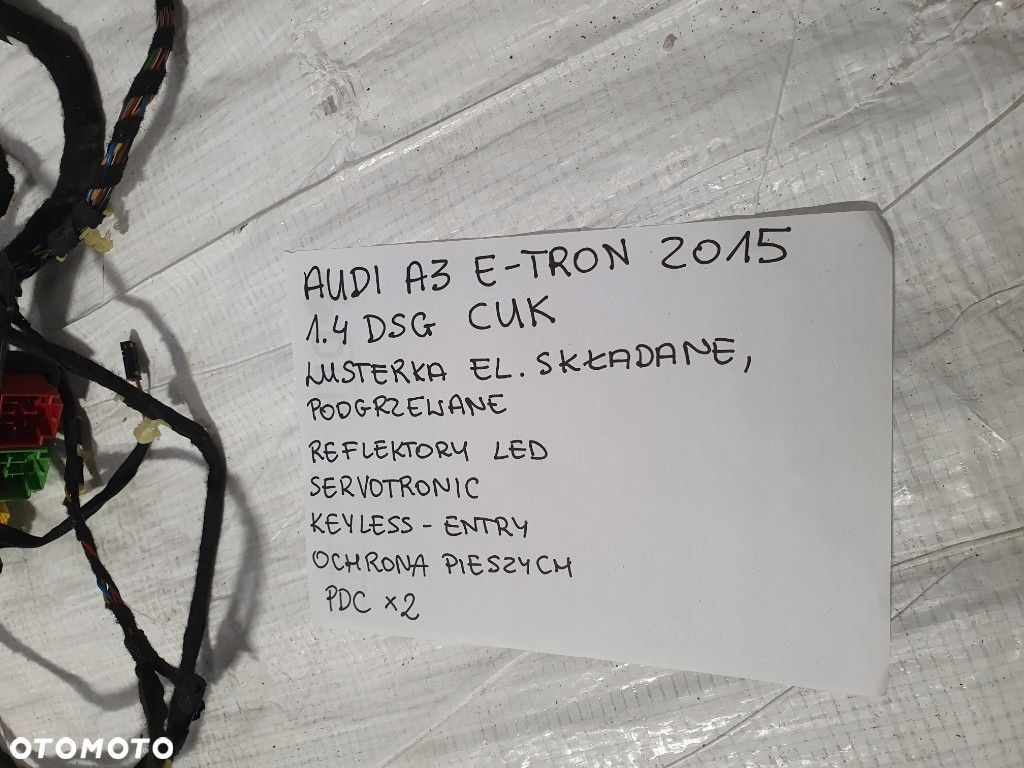 AUDI A3 E-TRON 2015
1.4 DSG CUK
LUSTERKA EL. SKŁADANE,
PODGRZEWANE
REFLEKTORY LED
SERVOTRONIC
KEYLESS - ENTRY
OCHRONA PIESZYCH
PDC x2
OTOMOTO